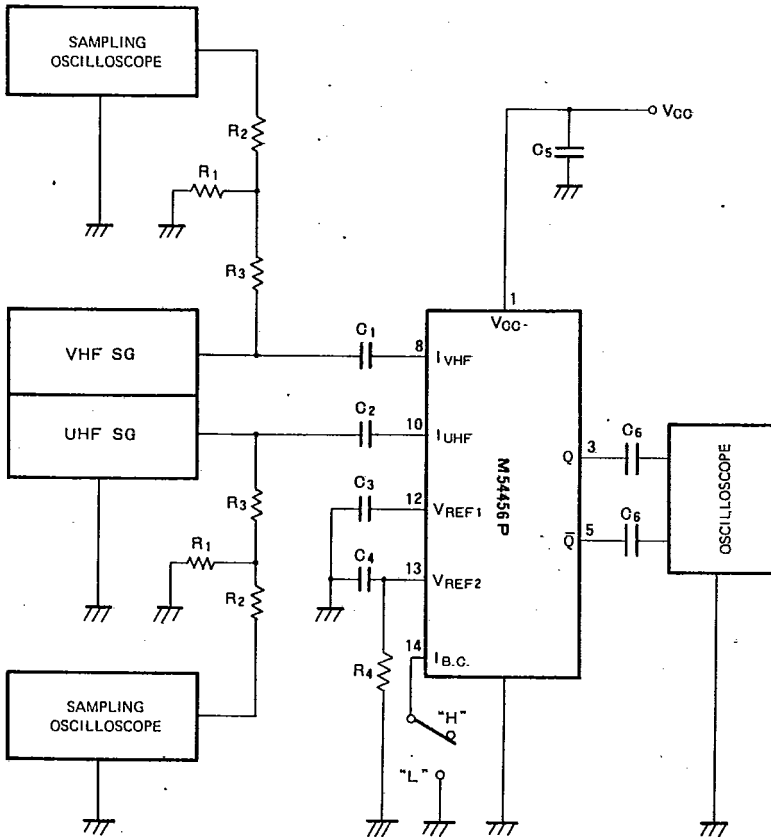 SAMPLING
OSCILLOSCOPE
R2
R1
R3
VCC
C5
1
VCC
VHF SG
C1
8
IVHF
UHF SG
C2
10
IUHF
R3
R1
R2
C3
12
VREF1
C4
13
VREF2
14
IB.C.
R4
"H"
"L"
M54456P
Q
3
C6
Q̅
5
C6
OSCILLOSCOPE
SAMPLING
OSCILLOSCOPE